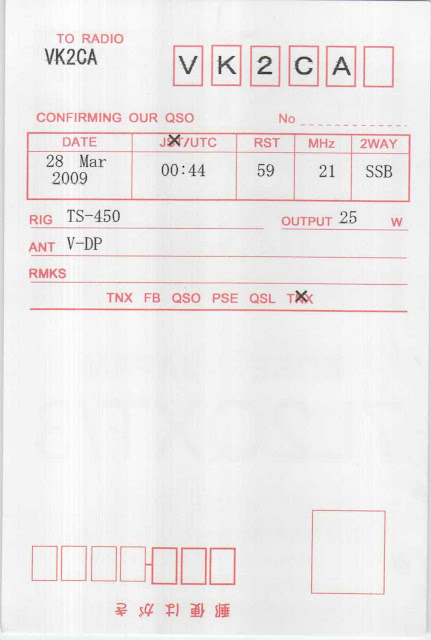 TO RADIO
VK2CA
VK2CA
CONFIRMING OUR QSO No
DATE JST/UTC RST MHz 2WAY
28 Mar 2009 00:44 59 21 SSB
RIG TS-450 OUTPUT 25 W
ANT V-DP
RMKS
TNX FB QSO PSE QSL TNX
郵便はがき